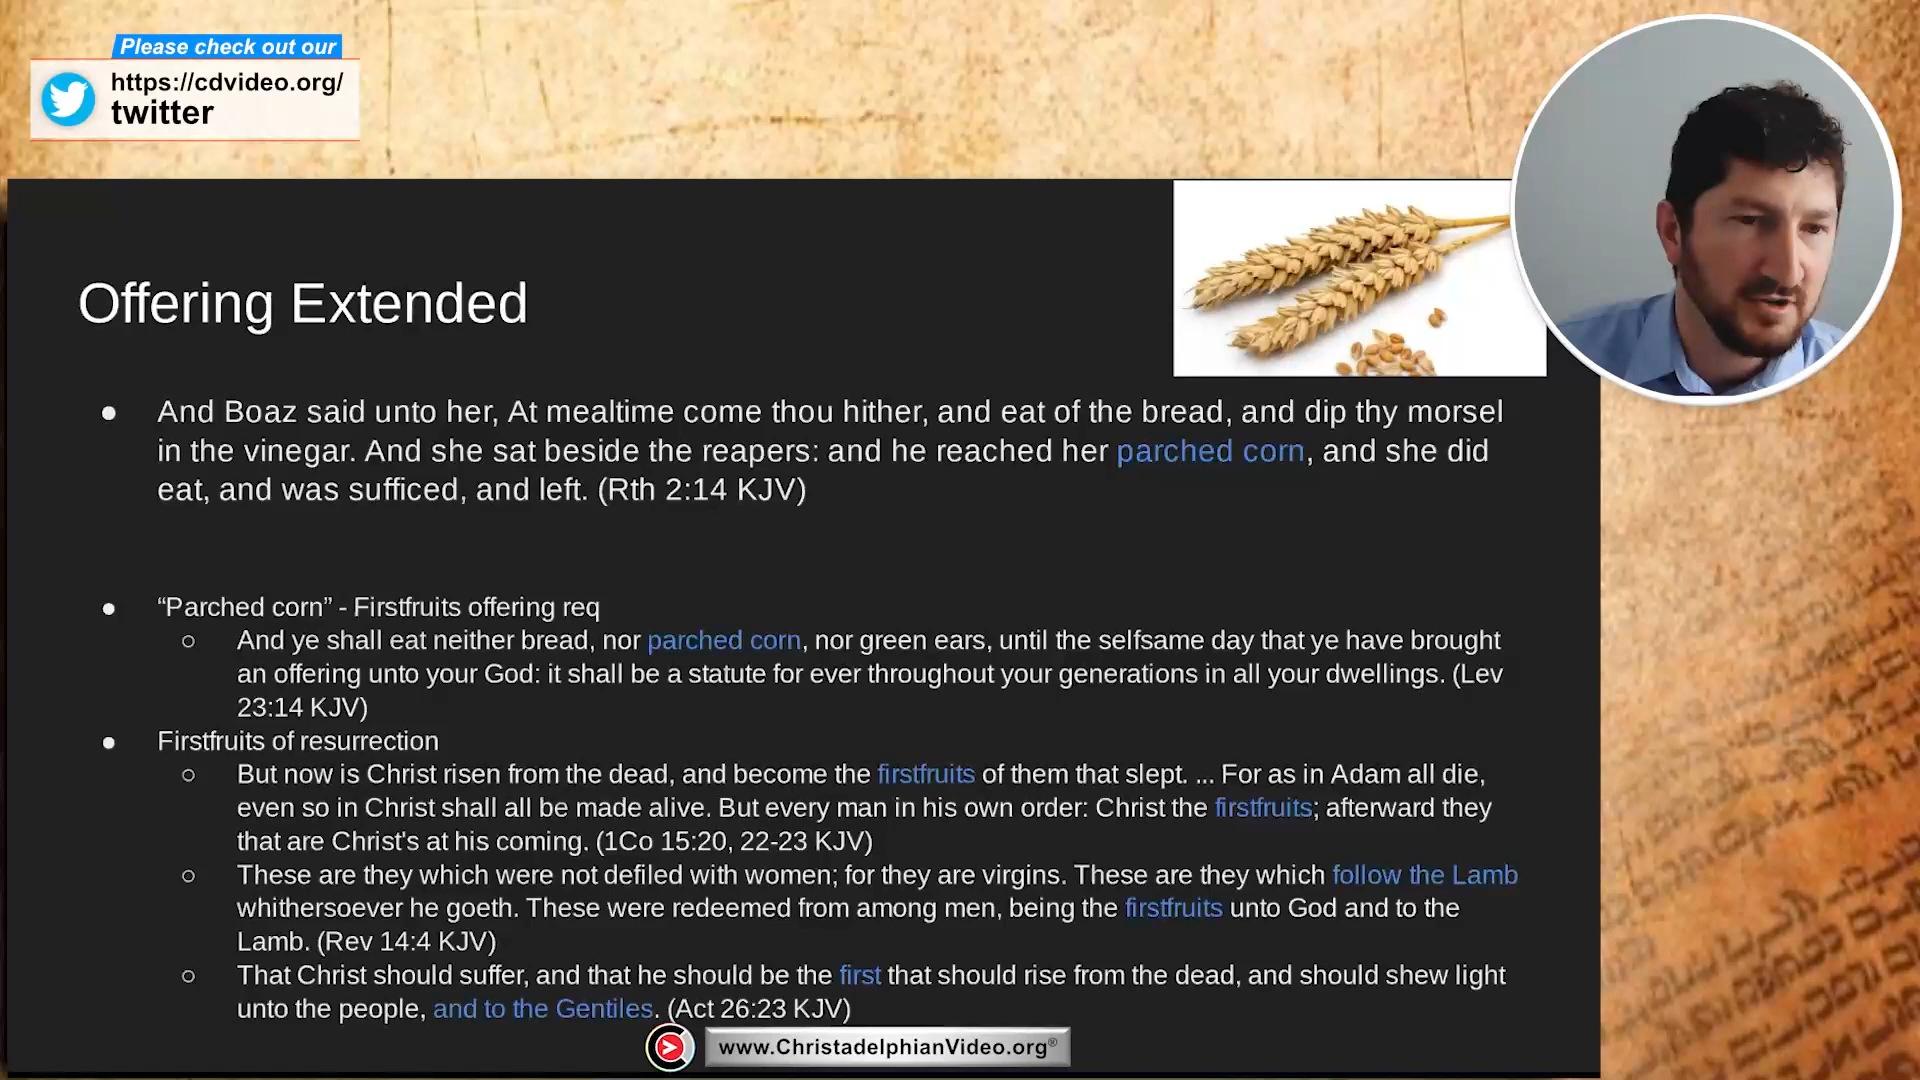 Please check out our
https://cdvideo.org/
twitter
Offering Extended
● And Boaz said unto her, At mealtime come thou hither, and eat of the bread, and dip thy morsel
in the vinegar. And she sat beside the reapers: and he reached her parched corn, and she did
eat, and was sufficed, and left. (Rth 2:14 KJV)
● “Parched corn” - Firstfruits offering req
○ And ye shall eat neither bread, nor parched corn, nor green ears, until the selfsame day that ye have brought
an offering unto your God: it shall be a statute for ever throughout your generations in all your dwellings. (Lev
23:14 KJV)
● Firstfruits of resurrection
○ But now is Christ risen from the dead, and become the firstfruits of them that slept. ... For as in Adam all die,
even so in Christ shall all be made alive. But every man in his own order: Christ the firstfruits; afterward they
that are Christ's at his coming. (1Co 15:20, 22-23 KJV)
○ These are they which were not defiled with women; for they are virgins. These are they which follow the Lamb
whithersoever he goeth. These were redeemed from among men, being the firstfruits unto God and to the
Lamb. (Rev 14:4 KJV)
○ That Christ should suffer, and that he should be the first that should rise from the dead, and should shew light
unto the people, and to the Gentiles. (Act 26:23 KJV)
www.ChristadelphianVideo.org®